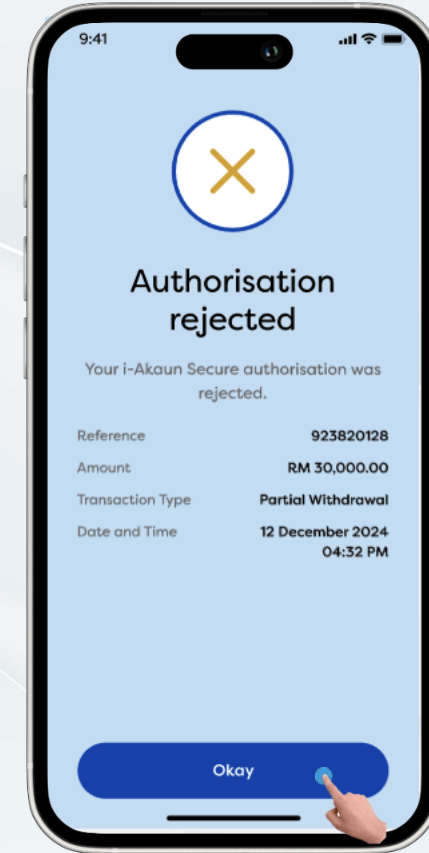 9:41
Authorisation
rejected
Your i-Akaun Secure authorisation was
rejected.
Reference 923820128
Amount RM 30,000.00
Transaction Type Partial Withdrawal
Date and Time 12 December 2024
04:32 PM
Okay